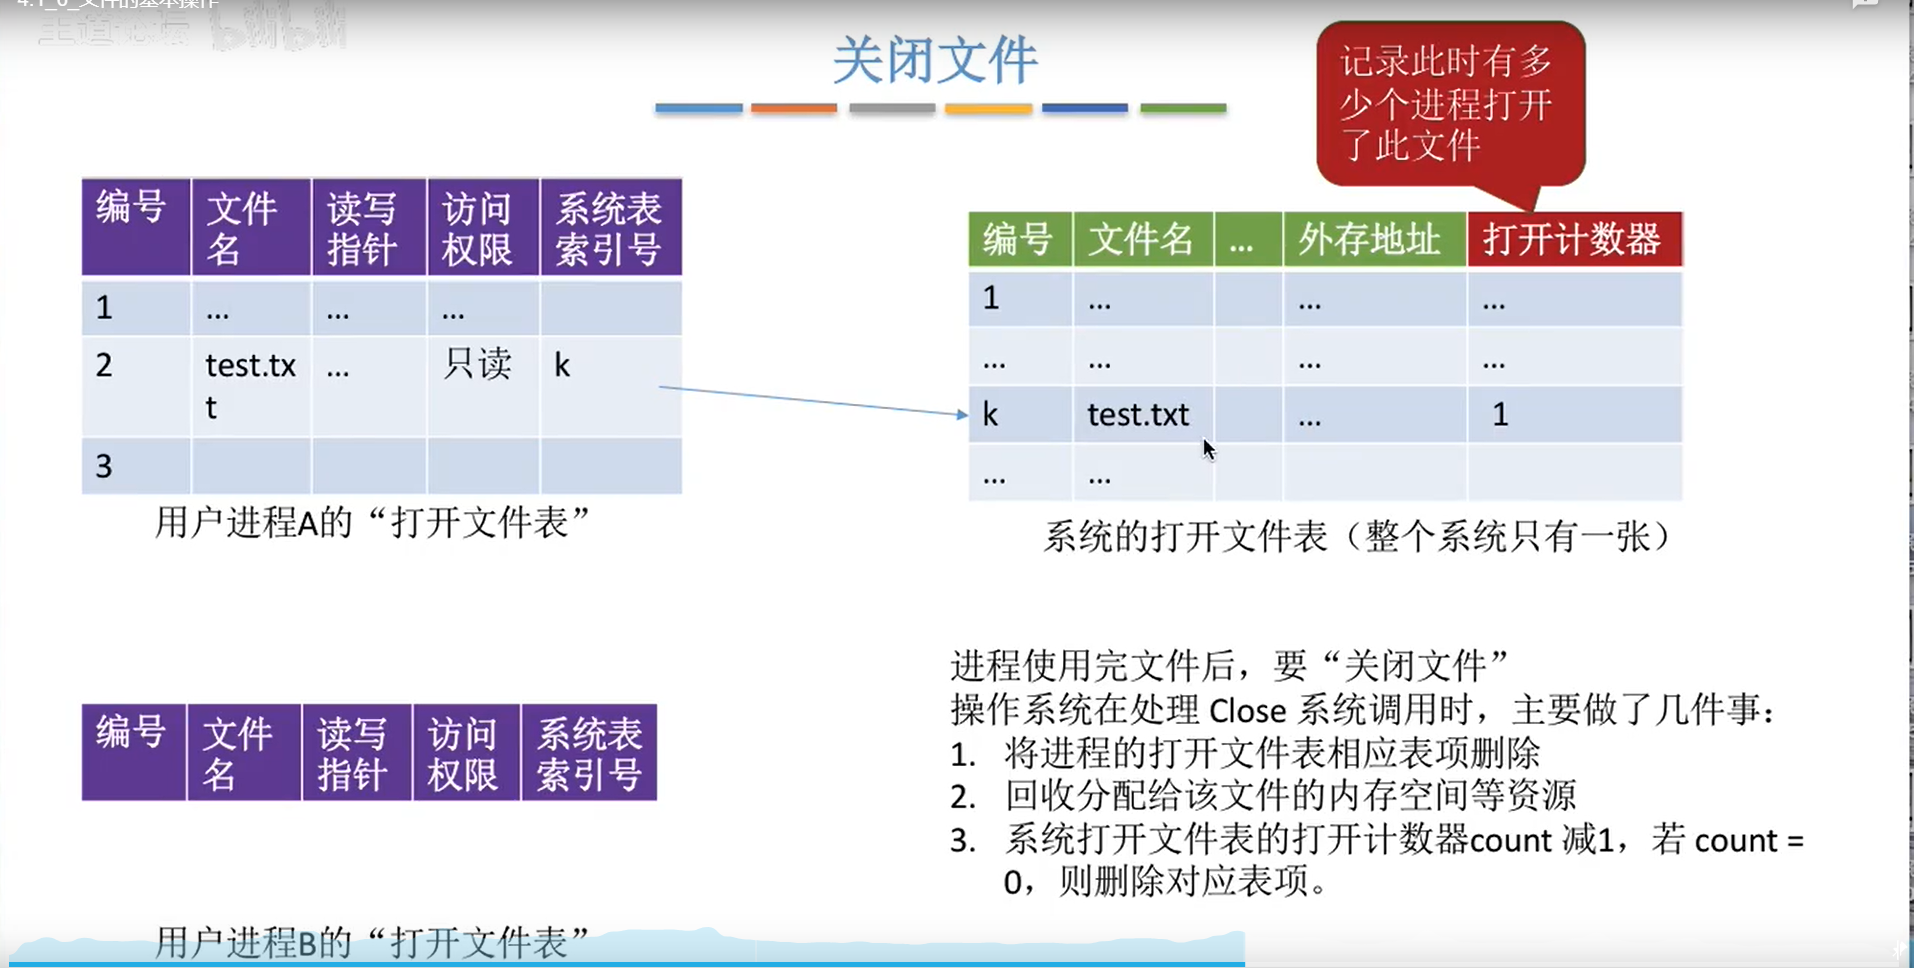 4.1_6_文件的基本操作
王道论坛 bilibili
关闭文件
记录此时有多
少个进程打开
了此文件
编号 文件名 读写指针 访问权限 系统表索引号
1 ... ... ...
2 test.txt ... 只读 k
3
用户进程A的“打开文件表”
编号 文件名 ... 外存地址 打开计数器
1 ... ... ...
... ... ... ...
k test.txt ... 1
... ...
系统的打开文件表（整个系统只有一张）
编号 文件名 读写指针 访问权限 系统表索引号
用户进程B的“打开文件表”
进程使用完文件后，要“关闭文件”
操作系统在处理 Close 系统调用时，主要做了几件事：
1. 将进程的打开文件表相应表项删除
2. 回收分配给该文件的内存空间等资源
3. 系统打开文件表的打开计数器count 减1，若 count =
0，则删除对应表项。